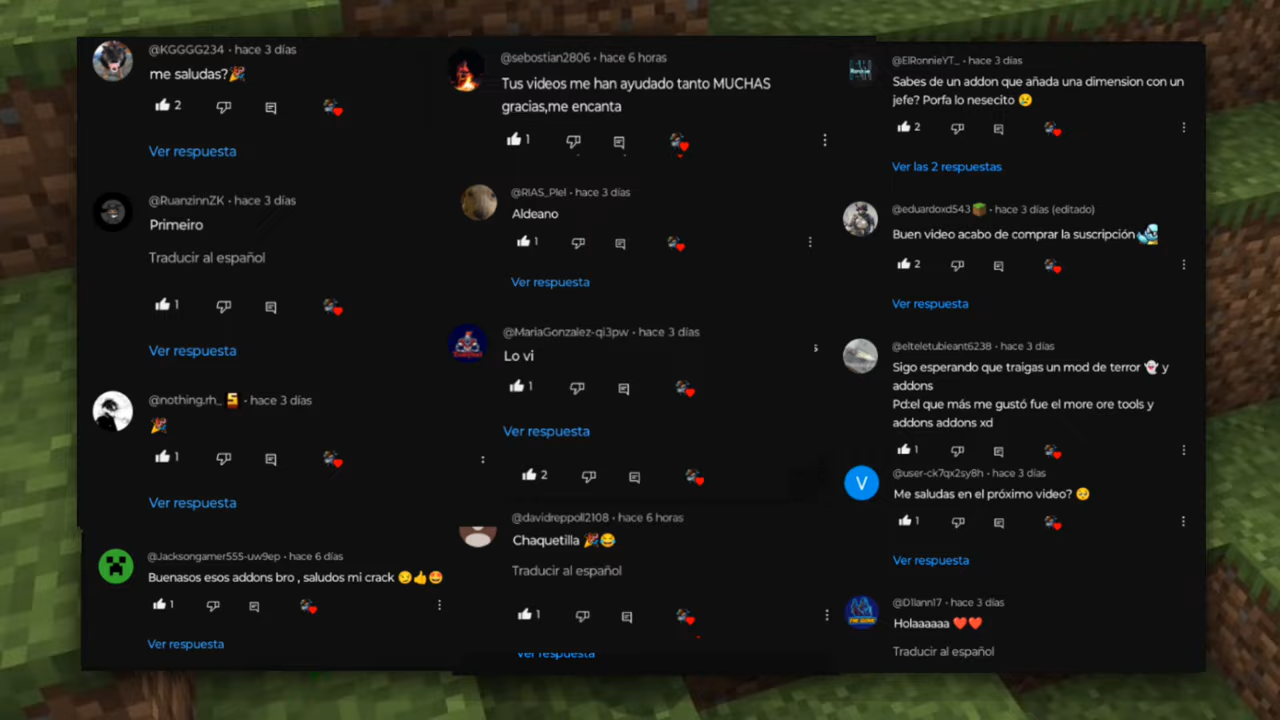 @KGGGG234 · hace 3 días
me saludas?🎉
2
Ver respuesta
@RuanzinnZK · hace 3 días
Primeiro
Traducir al español
1
Ver respuesta
@nothing.rh_ · hace 3 días
🎉
1
Ver respuesta
@Jacksongamer555-uw9ep · hace 6 días
Buenasos esos addons bro , saludos mi crack 😏👍🤩
1
Ver respuesta
@sebostian2806 · hace 6 horas
Tus videos me han ayudado tanto MUCHAS
gracias,me encanta
1
@RIAS_Plel · hace 3 días
Aldeano
1
Ver respuesta
@MariaGonzalez-qi3pw · hace 3 días
Lo vi
1
Ver respuesta
2
@davidreppoll2108 · hace 6 horas
Chaquetilla 🎉😂
Traducir al español
1
Ver respuesta
@ElRonnieYT_ · hace 3 días
Sabes de un addon que añada una dimension con un
jefe? Porfa lo nesecito 😢
2
Ver las 2 respuestas
@eduardoxd543 · hace 3 días (editado)
Buen video acabo de comprar la suscripción
2
Ver respuesta
@elteletubieant6238 · hace 3 días
Sigo esperando que traigas un mod de terror 👻 y
addons
Pd:el que más me gustó fue el more ore tools y
addons addons xd
1
V
@user-ck7qx2sy8h · hace 3 días
Me saludas en el próximo video? 🥺
1
Ver respuesta
@D1lann17 · hace 3 días
Holaaaaaa ❤️❤️
Traducir al español